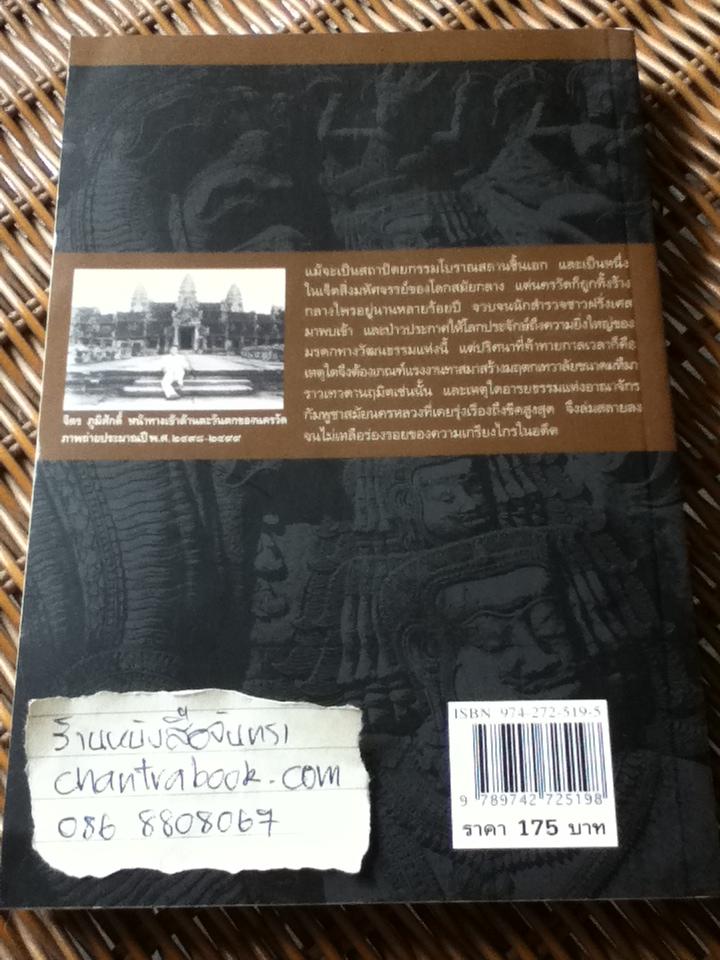 แม้จะเป็นสถาปัตยกรรมโบราณสถานชิ้นเอก และเป็นหนึ่ง
ในเจ็ดสิ่งมหัศจรรย์ของโลกสมัยกลาง แต่นครวัดก็ถูกทิ้งร้าง
กลางไพรอยู่นานหลายร้อยปี จวบจนนักสำรวจชาวฝรั่งเศส
มาพบเข้า และป่าวประกาศให้โลกประจักษ์ถึงความยิ่งใหญ่ของ
มรดกทางวัฒนธรรมแห่งนี้ แต่ปริศนาที่ท้าทายกาลเวลาก็คือ
เหตุใดจึงต้องเกณฑ์แรงงานทาสมาสร้างมฤตกเทวาลัยขนาดมหึมา
ราวเทวดานฤมิตเช่นนั้น และเหตุใดอารยธรรมแห่งอาณาจักร
กัมพูชาสมัยนครหลวงที่เคยรุ่งเรืองถึงขีดสูงสุด จึงล่มสลายลง
จนไม่เหลือร่องรอยของความเกรียงไกรในอดีต
จิตร ภูมิศักดิ์ หน้าทางเข้าด้านตะวันตกของนครวัด
ภาพถ่ายประมาณปี พ.ศ. ๒๔๙๘-๒๔๙๙
ร้านหนังสือจันทรา
chantrabook.com
086 8808067
ISBN 974-272-519-5
9 789742 725198
ราคา 175 บาท